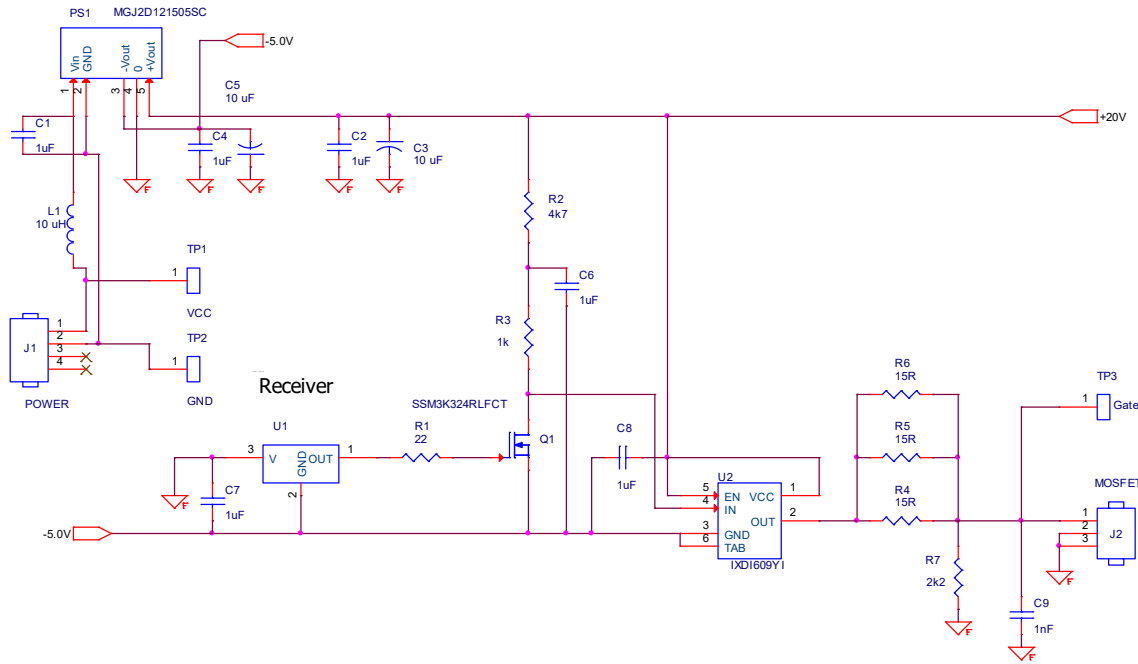 PS1 MGJ2D121505SC
-5.0V
Vin
GND
-Vout
0
+Vout
1
2
3
4
5
C5
10 uF
+20V
C1
1uF
C4
1uF
C2
1uF
C3
10 uF
R2
4k7
L1
10 uH
TP1
1
VCC
C6
1uF
R3
1k
J1
1
2
3
4
POWER
TP2
1
GND
Receiver
SSM3K324RLFCT
U1
3
V
GND
OUT
1
2
R1
22
Q1
C7
1uF
-5.0V
C8
1uF
U2
5
4
3
6
EN
IN
GND
TAB
VCC
OUT
1
2
IXDI609YI
R6
15R
R5
15R
R4
15R
R7
2k2
TP3
1
Gate
MOSFET
1
2
3
J2
C9
1nF
F
F
F
F
F
F
F
F
F